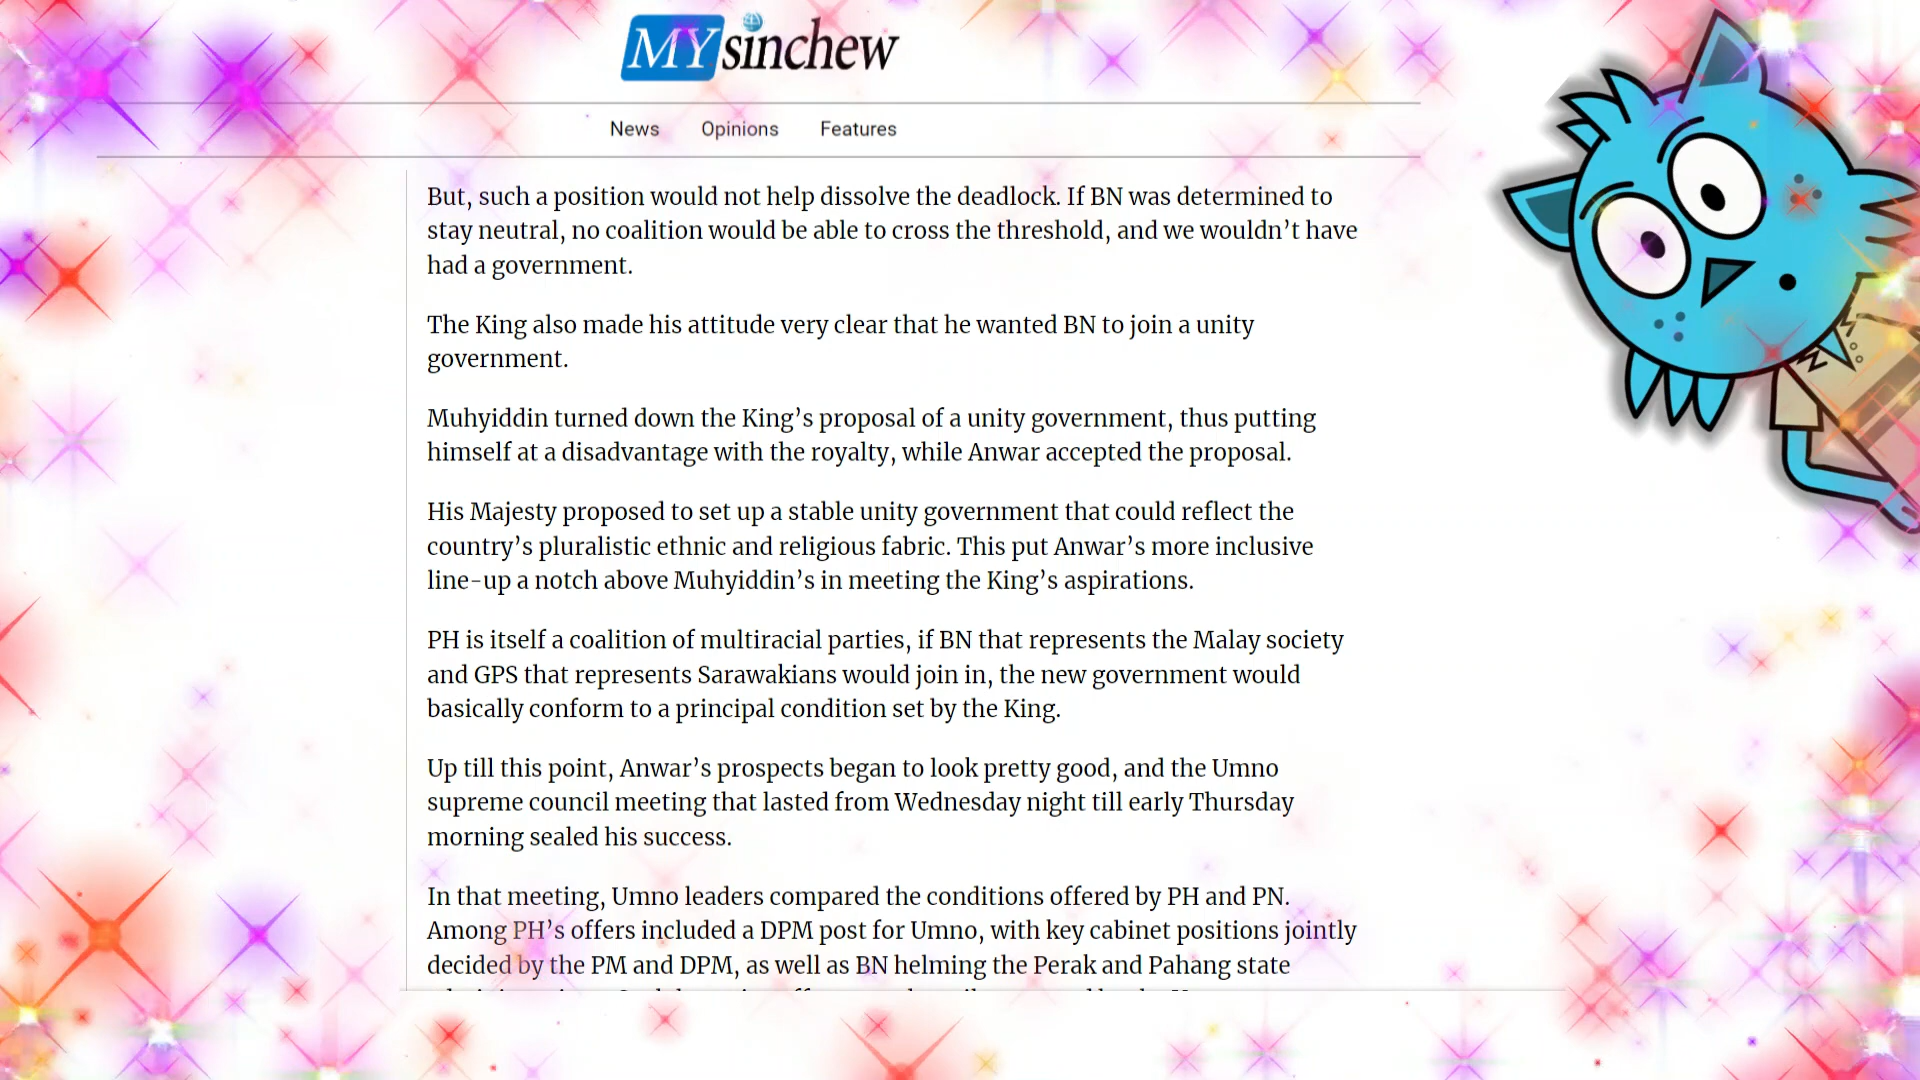 MYsinchew
News Opinions Features
But, such a position would not help dissolve the deadlock. If BN was determined to
stay neutral, no coalition would be able to cross the threshold, and we wouldn’t have
had a government.
The King also made his attitude very clear that he wanted BN to join a unity
government.
Muhyiddin turned down the King’s proposal of a unity government, thus putting
himself at a disadvantage with the royalty, while Anwar accepted the proposal.
His Majesty proposed to set up a stable unity government that could reflect the
country’s pluralistic ethnic and religious fabric. This put Anwar’s more inclusive
line-up a notch above Muhyiddin’s in meeting the King’s aspirations.
PH is itself a coalition of multiracial parties, if BN that represents the Malay society
and GPS that represents Sarawakians would join in, the new government would
basically conform to a principal condition set by the King.
Up till this point, Anwar’s prospects began to look pretty good, and the Umno
supreme council meeting that lasted from Wednesday night till early Thursday
morning sealed his success.
In that meeting, Umno leaders compared the conditions offered by PH and PN.
Among PH’s offers included a DPM post for Umno, with key cabinet positions jointly
decided by the PM and DPM, as well as BN helming the Perak and Pahang state